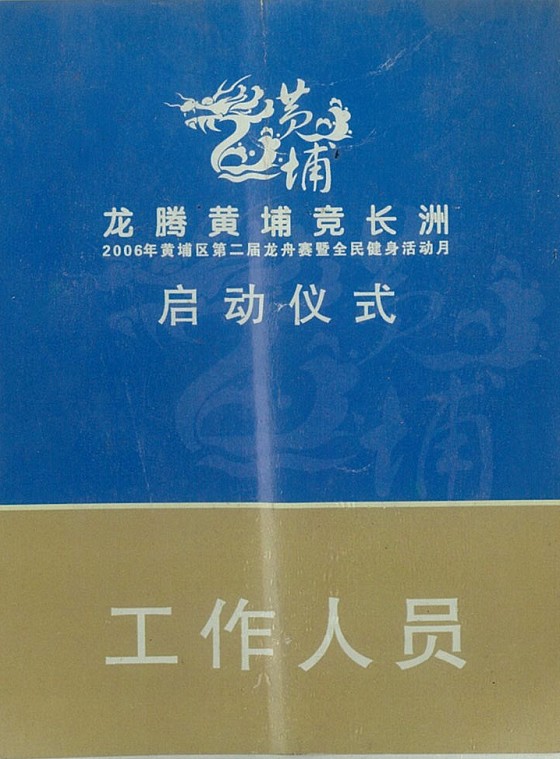 黄埔
龙腾黄埔竞长洲
2006年黄埔区第二届龙舟赛暨全民健身活动月
启动仪式
工作人员